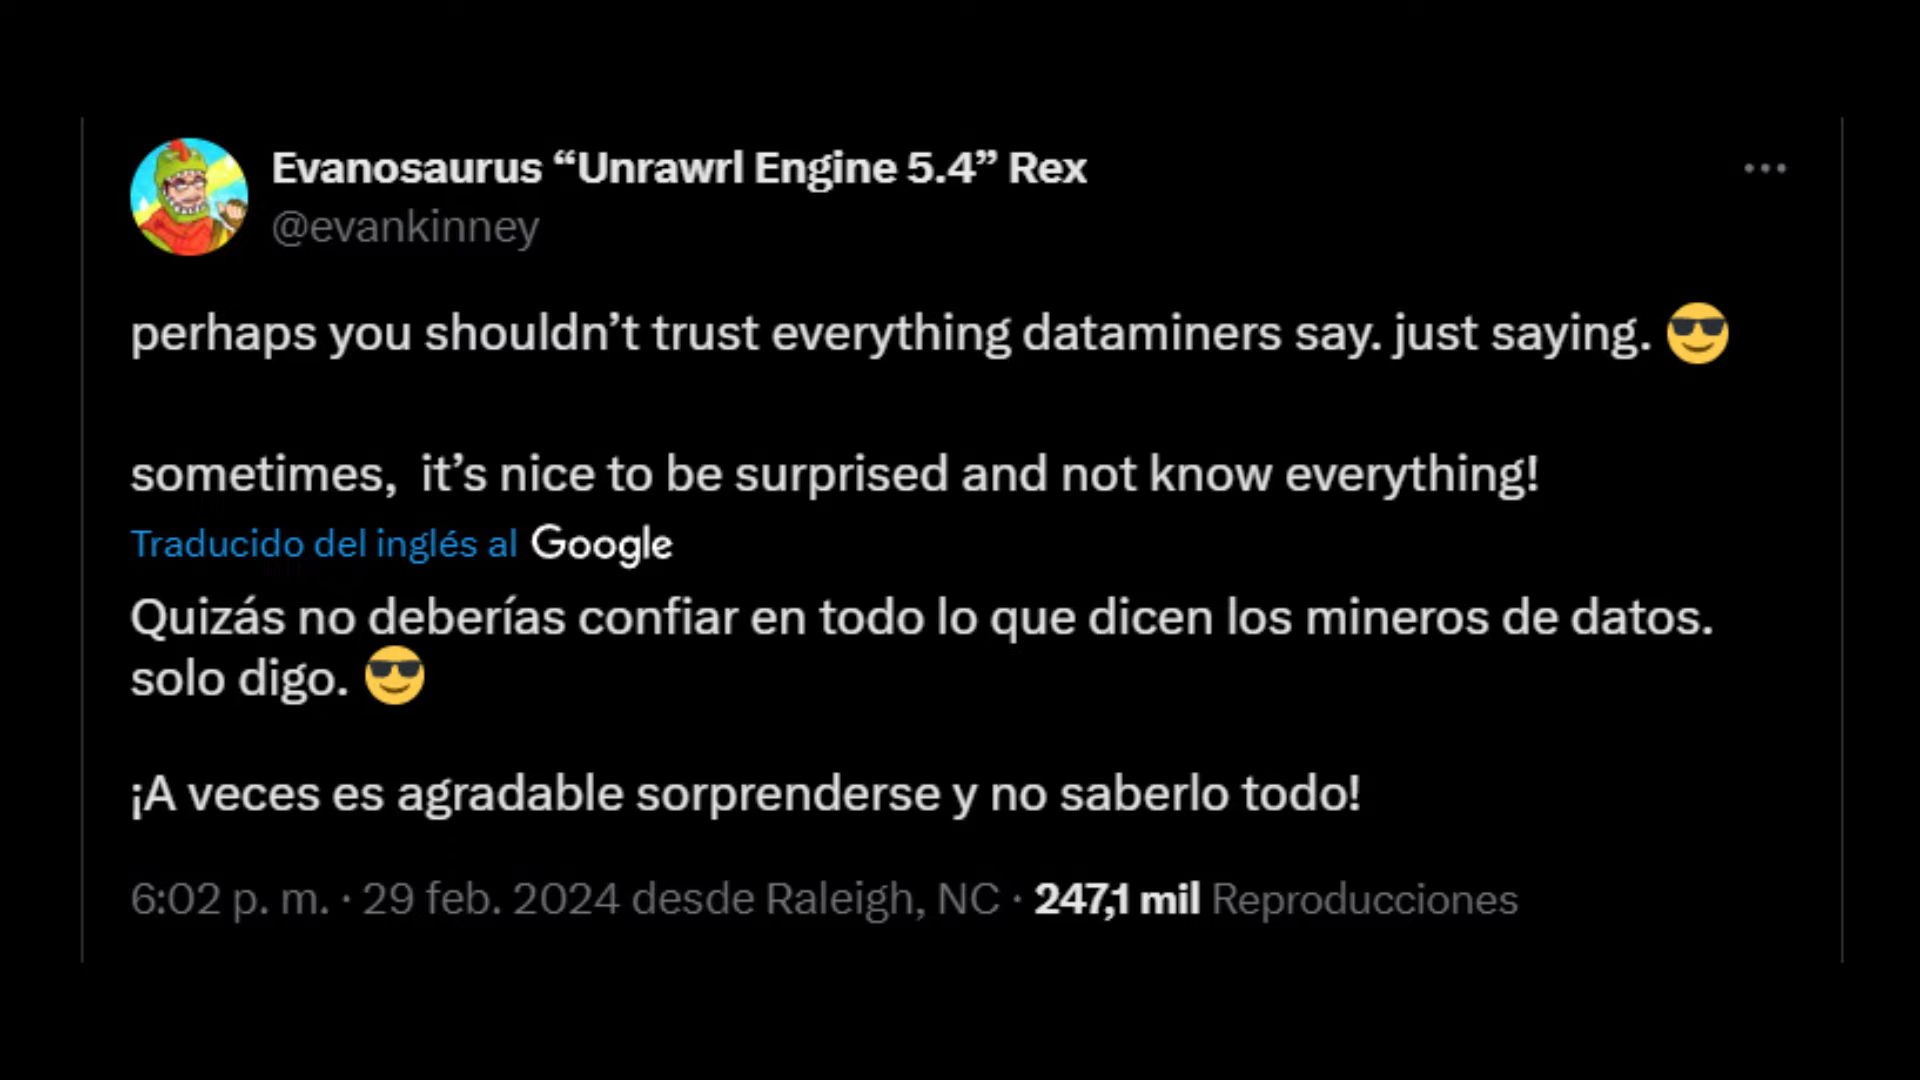 Evanosaurus “Unrawrl Engine 5.4” Rex
@evankinney
perhaps you shouldn’t trust everything dataminers say. just saying. 😎
sometimes,  it’s nice to be surprised and not know everything!
Traducido del inglés al Google
Quizás no deberías confiar en todo lo que dicen los mineros de datos.
solo digo. 😎
¡A veces es agradable sorprenderse y no saberlo todo!
6:02 p. m. · 29 feb. 2024 desde Raleigh, NC · 247,1 mil Reproducciones